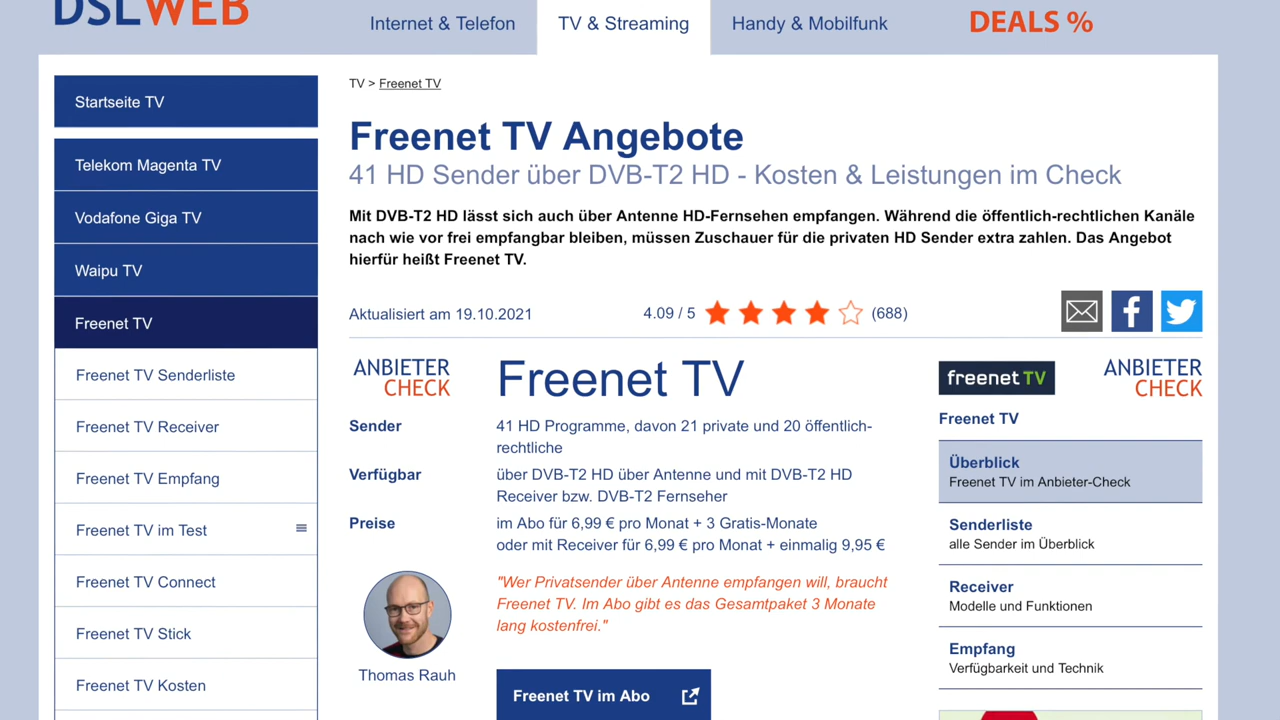 DSLWEB
Internet & Telefon
TV & Streaming
Handy & Mobilfunk
DEALS %
Startseite TV
Telekom Magenta TV
Vodafone Giga TV
Waipu TV
Freenet TV
Freenet TV Senderliste
Freenet TV Receiver
Freenet TV Empfang
Freenet TV im Test
Freenet TV Connect
Freenet TV Stick
Freenet TV Kosten
TV > Freenet TV
Freenet TV Angebote
41 HD Sender über DVB-T2 HD - Kosten & Leistungen im Check
Mit DVB-T2 HD lässt sich auch über Antenne HD-Fernsehen empfangen. Während die öffentlich-rechtlichen Kanäle
nach wie vor frei empfangbar bleiben, müssen Zuschauer für die privaten HD Sender extra zahlen. Das Angebot
hierfür heißt Freenet TV.
Aktualisiert am 19.10.2021
4.09 / 5
(688)
ANBIETER
CHECK
Freenet TV
Sender
41 HD Programme, davon 21 private und 20 öffentlich-
rechtliche
Verfügbar
über DVB-T2 HD über Antenne und mit DVB-T2 HD
Receiver bzw. DVB-T2 Fernseher
Preise
im Abo für 6,99 € pro Monat + 3 Gratis-Monate
oder mit Receiver für 6,99 € pro Monat + einmalig 9,95 €
"Wer Privatsender über Antenne empfangen will, braucht
Freenet TV. Im Abo gibt es das Gesamtpaket 3 Monate
lang kostenfrei."
Thomas Rauh
Freenet TV im Abo
freenet TV
ANBIETER
CHECK
Freenet TV
Überblick
Freenet TV im Anbieter-Check
Senderliste
alle Sender im Überblick
Receiver
Modelle und Funktionen
Empfang
Verfügbarkeit und Technik